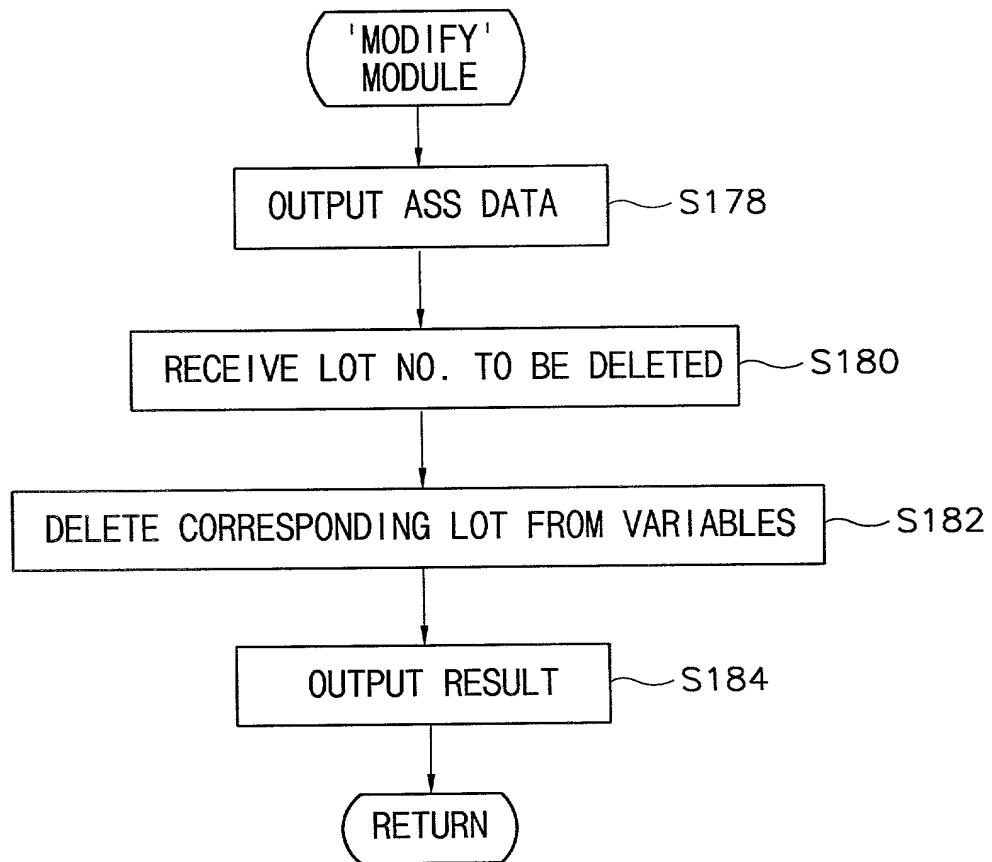 'MODIFY'
MODULE
OUTPUT ASS DATA
S178
RECEIVE LOT NO. TO BE DELETED
S180
DELETE CORRESPONDING LOT FROM VARIABLES
S182
OUTPUT RESULT
S184
RETURN